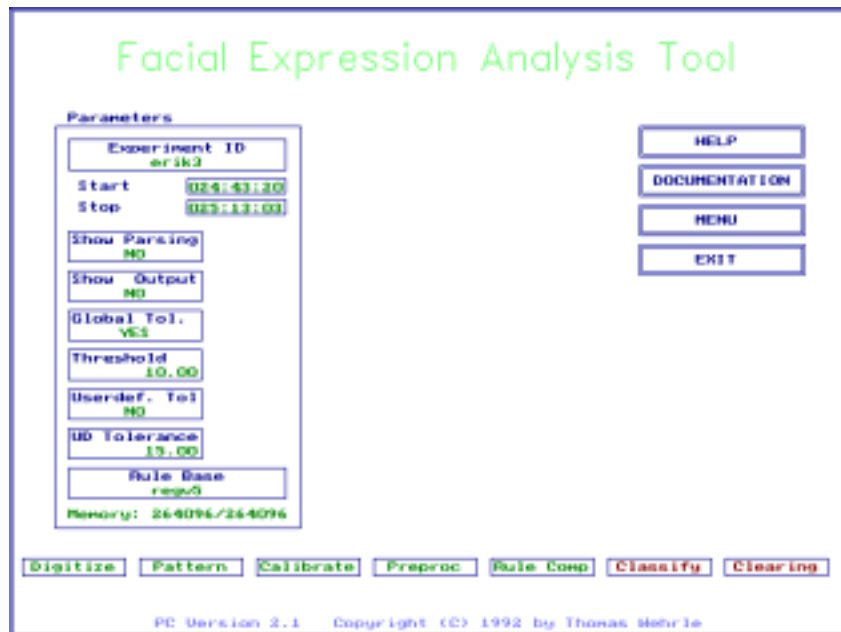 Facial Expression Analysis Tool
Parameters
Experiment ID
erik3
Start 024:43:20
Stop 025:13:03
Show Parsing
NO
Show Output
NO
Global Tol.
YES
Threshold
10.00
Userdef. Tol
NO
UD Tolerance
15.00
Rule Base
regv5
Memory: 264096/264096
HELP
DOCUMENTATION
MENU
EXIT
Digitize Pattern Calibrate Preproc Rule Comp Classify Clearing
PC Version 2.1 Copyright (C) 1992 by Thomas Wehrle